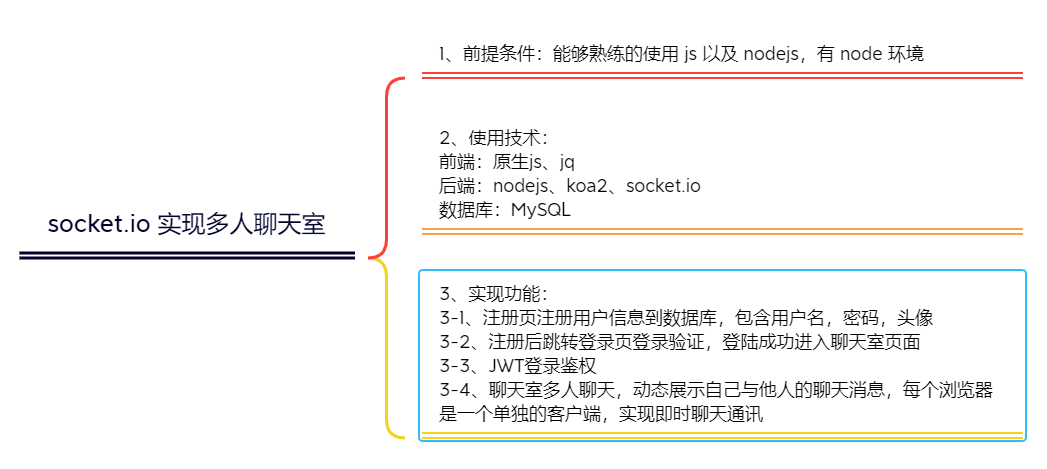 socket.io 实现多人聊天室
1、前提条件：能够熟练的使用 js 以及 nodejs，有 node 环境
2、使用技术：
前端：原生js、jq
后端：nodejs、koa2、socket.io
数据库：MySQL
3、实现功能：
3-1、注册页注册用户信息到数据库，包含用户名，密码，头像
3-2、注册后跳转登录页登录验证，登陆成功进入聊天室页面
3-3、JWT登录鉴权
3-4、聊天室多人聊天，动态展示自己与他人的聊天消息，每个浏览器
是一个单独的客户端，实现即时聊天通讯